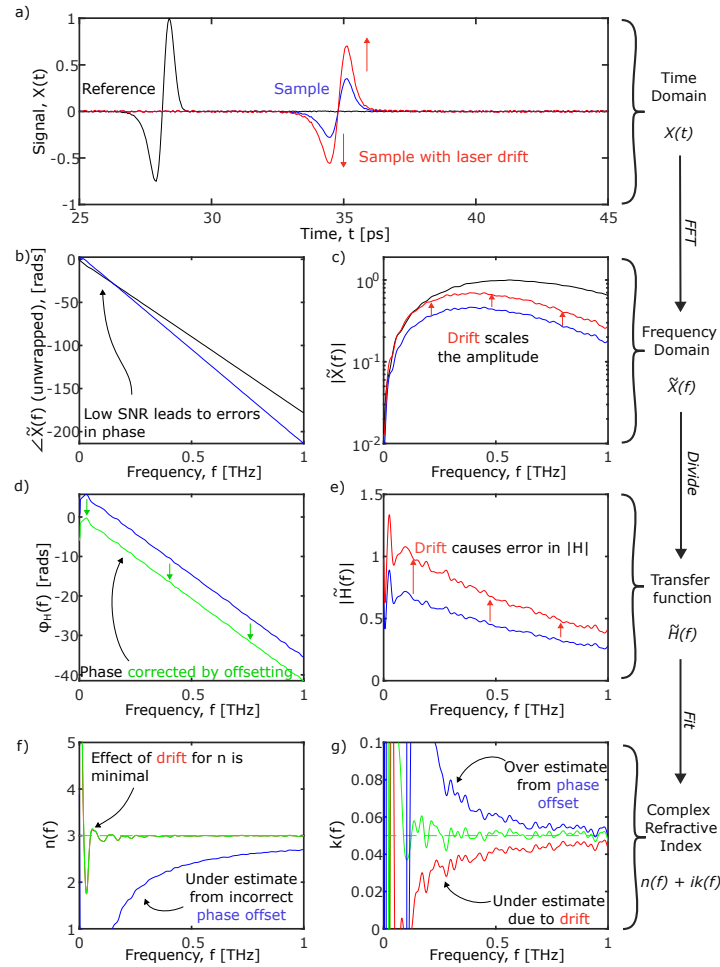 a)
Signal, X(t)
1
0.5
0
-0.5
-1
Reference
Sample
Sample with laser drift
25
30
35
40
45
Time, t [ps]
Time
Domain
X(t)
FFT
b)
∠X̃(f) (unwrapped), [rads]
0
-50
-100
-150
-200
Low SNR leads to errors
in phase
0
0.5
1
Frequency, f [THz]
c)
|X̃(f)|
10⁰
10⁻¹
10⁻²
Drift scales
the amplitude
0
0.5
1
Frequency, f [THz]
Frequency
Domain
X̃(f)
Divide
d)
φH(f) [rads]
0
-10
-20
-30
-40
Phase corrected by offsetting
0
0.5
1
Frequency, f [THz]
e)
|H̃(f)|
1.5
1
0.5
0
Drift causes error in |H|
0
0.5
1
Frequency, f [THz]
Transfer
function
H̃(f)
Fit
f)
n(f)
5
4
3
2
1
Effect of drift for n is
minimal
Under estimate
from incorrect
phase offset
0
0.5
1
Frequency, f [THz]
g)
k(f)
0.1
0.08
0.06
0.04
0.02
0
Over estimate
from phase
offset
Under estimate
due to drift
0
0.5
1
Frequency, f [THz]
Complex
Refractive
Index
n(f) + ik(f)